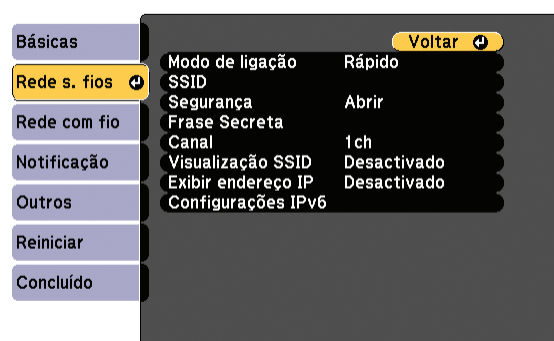 Básicas
Rede s. fios
Rede com fio
Notificação
Outros
Reiniciar
Concluído
Voltar
Modo de ligação Rápido
SSID
Segurança Abrir
Frase Secreta
Canal 1ch
Visualização SSID Desactivado
Exibir endereço IP Desactivado
Configurações IPv6